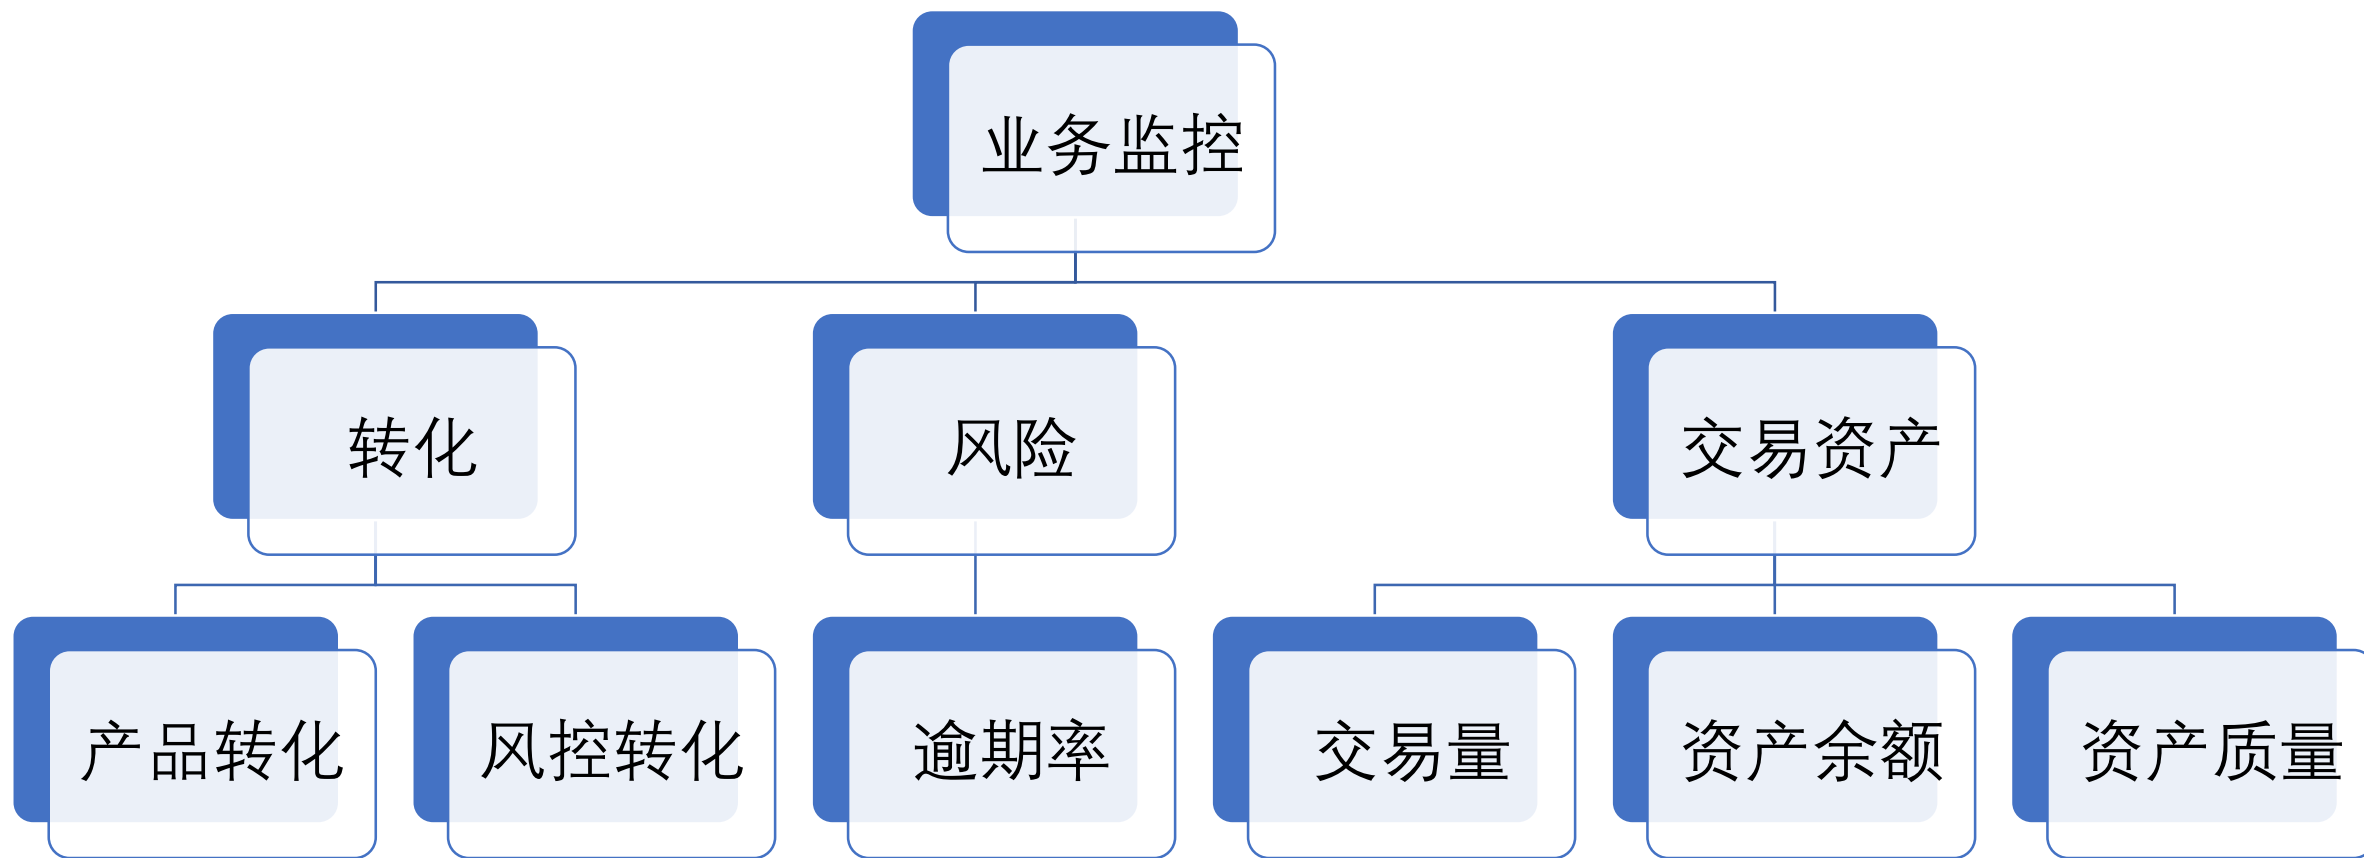 业务监控
转化
风险
交易资产
产品转化
风控转化
逾期率
交易量
资产余额
资产质量